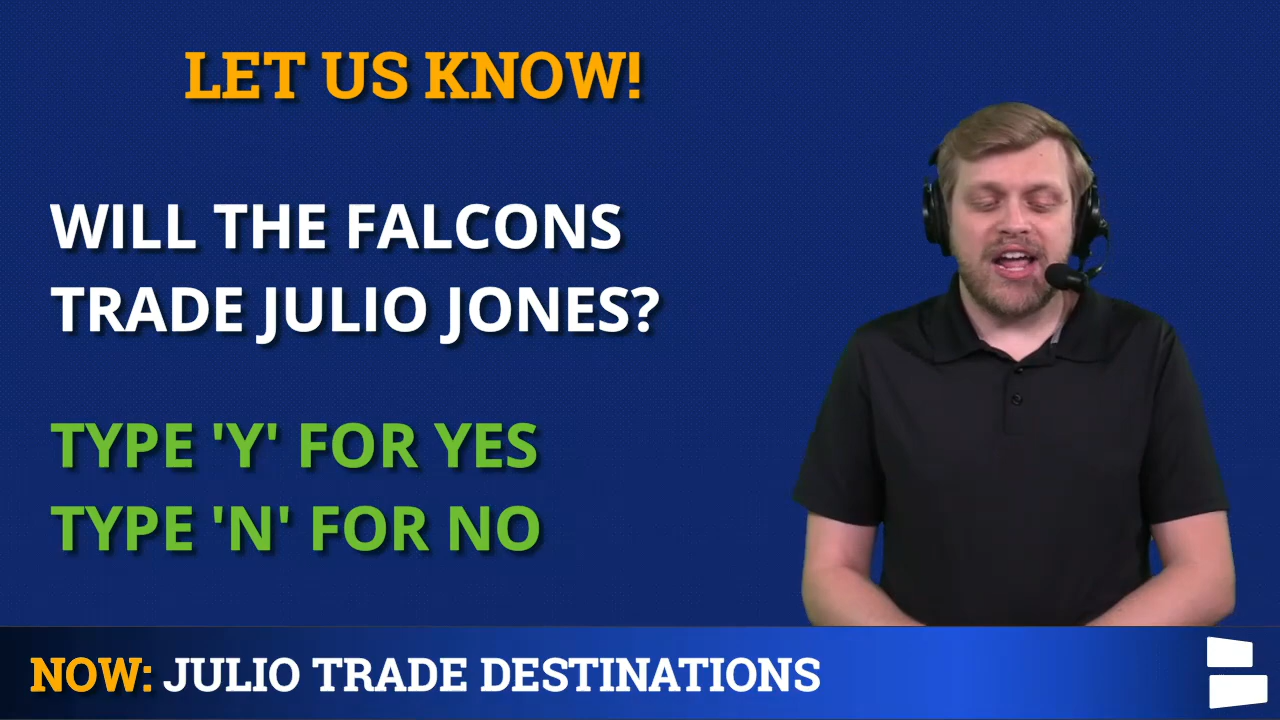 LET US KNOW!
WILL THE FALCONS
TRADE JULIO JONES?
TYPE 'Y' FOR YES
TYPE 'N' FOR NO
NOW: JULIO TRADE DESTINATIONS